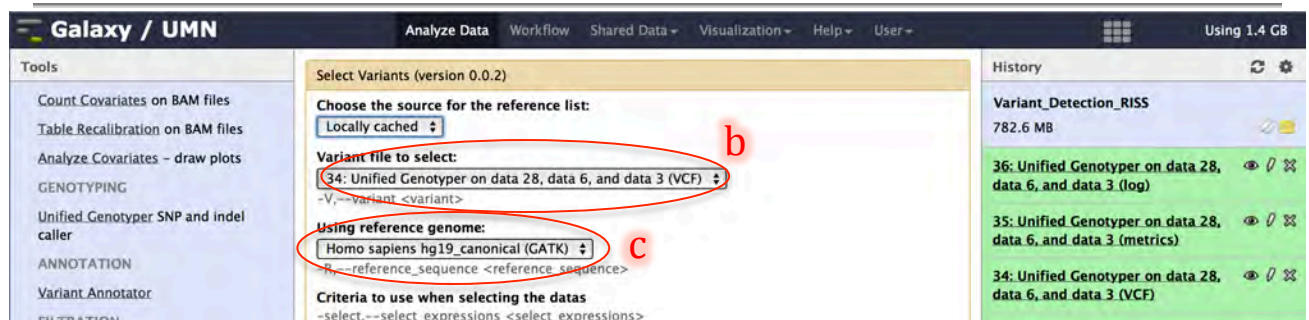 Galaxy / UMN
Analyze Data Workflow Shared Data Visualization Help User
Using 1.4 GB
Tools
Count Covariates on BAM files
Table Recalibration on BAM files
Analyze Covariates - draw plots
GENOTYPING
Unified Genotyper SNP and indel
caller
ANNOTATION
Variant Annotator
FILTRATION
Select Variants (version 0.0.2)
Choose the source for the reference list:
Locally cached
Variant file to select:
b
34: Unified Genotyper on data 28, data 6, and data 3 (VCF)
-V,--variant <variant>
Using reference genome:
Homo sapiens hg19_canonical (GATK)
c
-R,--reference_sequence <reference_sequence>
Criteria to use when selecting the datas
-select,--select_expressions <select_expressions>
History
Variant_Detection_RISS
782.6 MB
36: Unified Genotyper on data 28,
data 6, and data 3 (log)
35: Unified Genotyper on data 28,
data 6, and data 3 (metrics)
34: Unified Genotyper on data 28,
data 6, and data 3 (VCF)